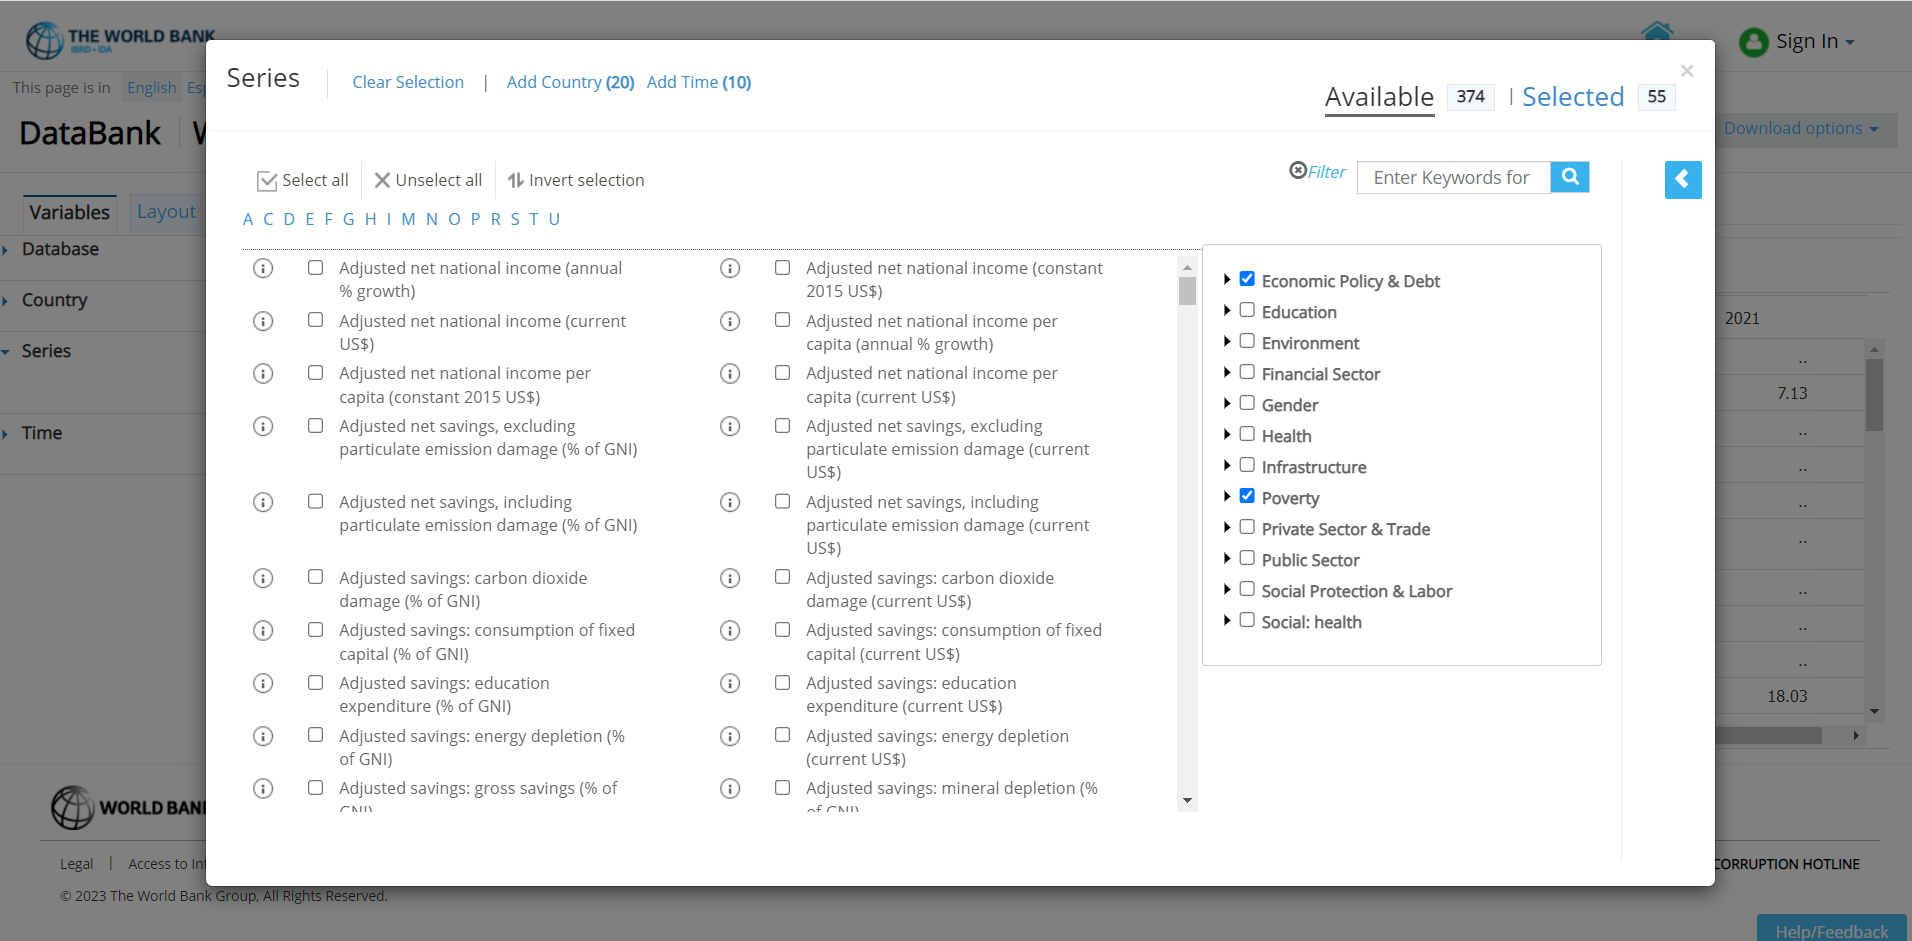 THE WORLD BANK
IBRD • IDA
Sign In
This page is in English
DataBank
Download options
Variables
Layout
Database
Country
Series
Time
2021
..
7.13
..
..
..
..
..
..
..
18.03
Series
Clear Selection | Add Country (20) Add Time (10)
Available 374 | Selected 55
×
Select all
Unselect all
Invert selection
Filter
Enter Keywords for
A C D E F G H I M N O P R S T U
Adjusted net national income (annual
% growth)
Adjusted net national income (constant
2015 US$)
Adjusted net national income (current
US$)
Adjusted net national income per
capita (annual % growth)
Adjusted net national income per
capita (constant 2015 US$)
Adjusted net national income per
capita (current US$)
Adjusted net savings, excluding
particulate emission damage (% of GNI)
Adjusted net savings, excluding
particulate emission damage (current
US$)
Adjusted net savings, including
particulate emission damage (% of GNI)
Adjusted net savings, including
particulate emission damage (current
US$)
Adjusted savings: carbon dioxide
damage (% of GNI)
Adjusted savings: carbon dioxide
damage (current US$)
Adjusted savings: consumption of fixed
capital (% of GNI)
Adjusted savings: consumption of fixed
capital (current US$)
Adjusted savings: education
expenditure (% of GNI)
Adjusted savings: education
expenditure (current US$)
Adjusted savings: energy depletion (%
of GNI)
Adjusted savings: energy depletion
(current US$)
Adjusted savings: gross savings (% of
GNI)
Adjusted savings: mineral depletion (%
of GNI)
Economic Policy & Debt
Education
Environment
Financial Sector
Gender
Health
Infrastructure
Poverty
Private Sector & Trade
Public Sector
Social Protection & Labor
Social: health
WORLD BAN
Legal | Access to
CORRUPTION HOTLINE
© 2023 The World Bank Group, All Rights Reserved.
Help/Feedback